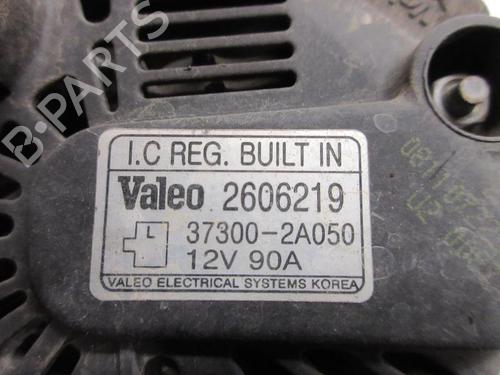 B-PARTS
I.C REG. BUILT IN
Valeo 2606219
L 37300-2A050
12V 90A
VALEO ELECTRICAL SYSTEMS KOREA